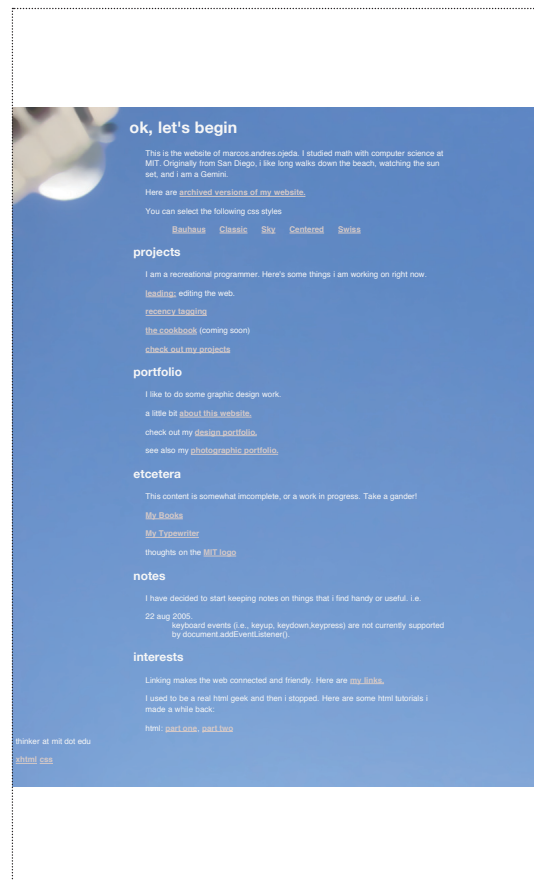 ok, let's begin
This is the website of marcos.andres.ojeda. I studied math with computer science at
MIT. Originally from San Diego, i like long walks down the beach, watching the sun
set, and i am a Gemini.
Here are archived versions of my website.
You can select the following css styles
Bauhaus Classic Sky Centered Swiss
projects
I am a recreational programmer. Here's some things i am working on right now.
leading: editing the web.
recency tagging
the cookbook (coming soon)
check out my projects
portfolio
I like to do some graphic design work.
a little bit about this website.
check out my design portfolio.
see also my photographic portfolio.
etcetera
This content is somewhat imcomplete, or a work in progress. Take a gander!
My Books
My Typewriter
thoughts on the MIT logo
notes
I have decided to start keeping notes on things that i find handy or useful. i.e.
22 aug 2005.
keyboard events (i.e., keyup, keydown,keypress) are not currently supported
by document.addEventListener().
interests
Linking makes the web connected and friendly. Here are my links.
I used to be a real html geek and then i stopped. Here are some html tutorials i
made a while back:
html: part one, part two
thinker at mit dot edu
xhtml css